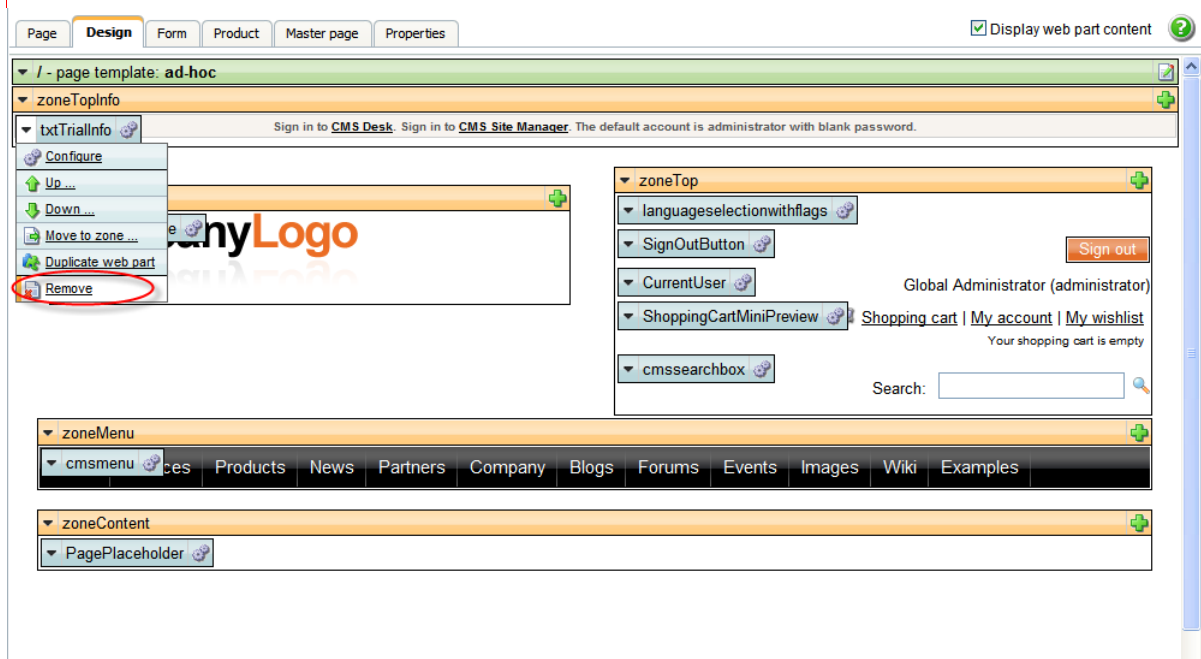 Page Design Form Product Master page Properties Display web part content
/ - page template: ad-hoc
zoneTopInfo
txtTrialInfo Sign in to CMS Desk. Sign in to CMS Site Manager. The default account is administrator with blank password.
Configure
Up ...
Down ...
Move to zone ...
Duplicate web part
Remove
e
nyLogo
zoneTop
languageselectionwithflags
SignOutButton
Sign out
CurrentUser
Global Administrator (administrator)
ShoppingCartMiniPreview Shopping cart | My account | My wishlist
Your shopping cart is empty
cmssearchbox
Search:
zoneMenu
cmsmenu ces Products News Partners Company Blogs Forums Events Images Wiki Examples
zoneContent
PagePlaceholder